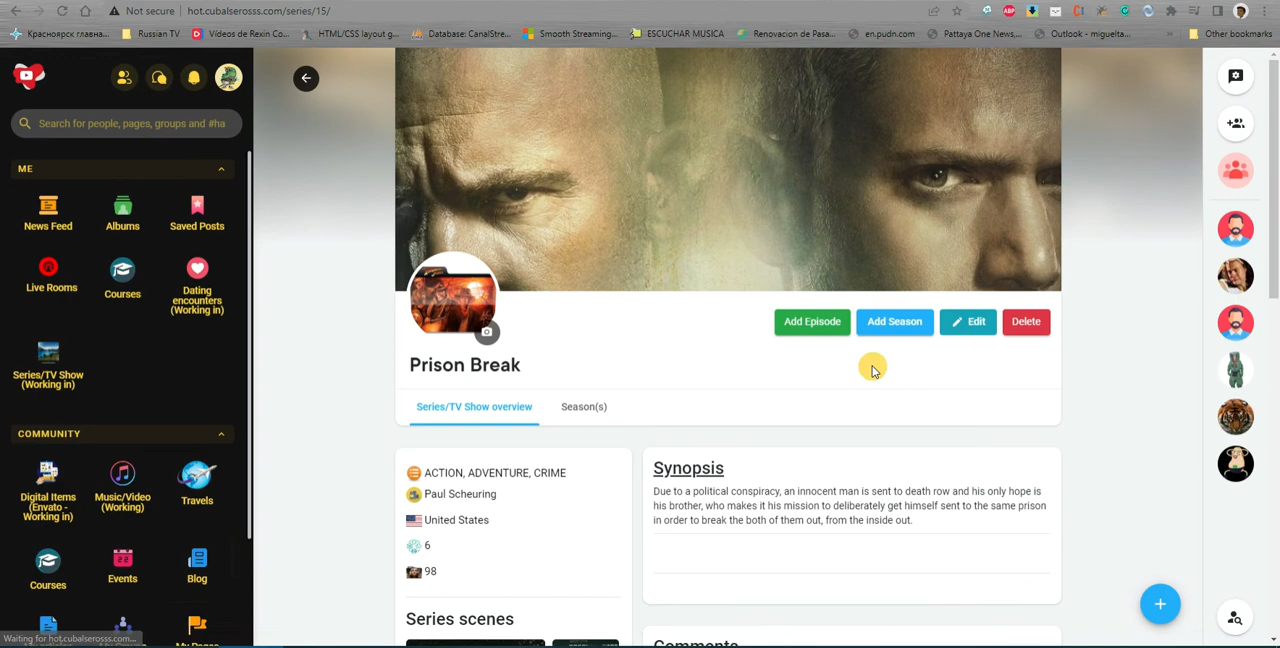 Not secure | hot.cubalserosss.com/series/15/
Красноярск главна...
Russian TV
Vídeos de Rexin Co...
HTML/CSS layout g...
Database: CanalStre...
Smooth Streaming...
ESCUCHAR MUSICA
Renovacion de Pasa...
en.pudn.com
Pattaya One News,...
Outlook - miguelta...
»
Other bookmarks
Search for people, pages, groups and #ha
ME
News Feed
Albums
Saved Posts
Live Rooms
Courses
Dating
encounters
(Working in)
Series/TV Show
(Working in)
COMMUNITY
Digital Items
(Envato -
Working in)
Music/Video
(Working)
Travels
Courses
Events
Blog
Waiting for hot.cubalserosss.com...
Add Episode
Add Season
Edit
Delete
Prison Break
Series/TV Show overview
Season(s)
ACTION, ADVENTURE, CRIME
Paul Scheuring
United States
6
98
Series scenes
Synopsis
Due to a political conspiracy, an innocent man is sent to death row and his only hope is
his brother, who makes it his mission to deliberately get himself sent to the same prison
in order to break the both of them out, from the inside out.
Comments